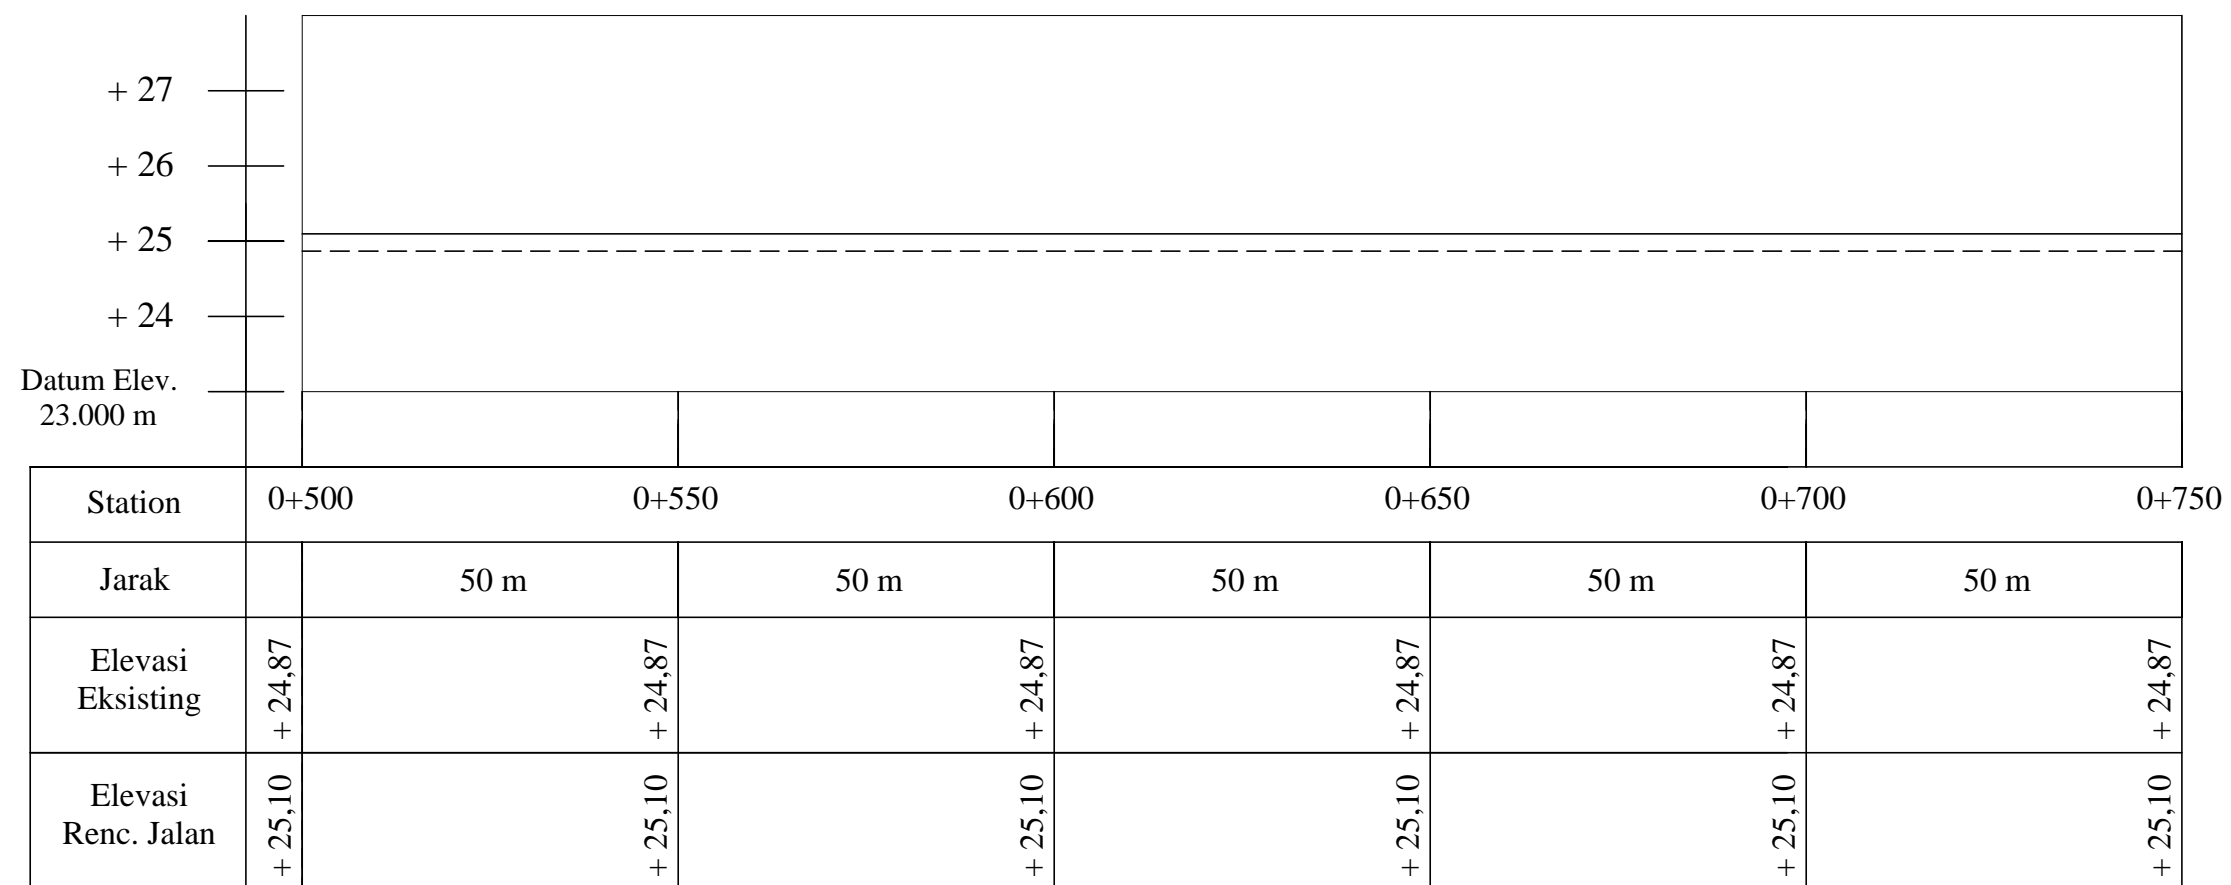 + 27
+ 26
+ 25
+ 24
Datum Elev.
23.000 m
Station 0+500 0+550 0+600 0+650 0+700 0+750
Jarak 50 m 50 m 50 m 50 m 50 m
Elevasi
Eksisting
+ 24,87 + 24,87 + 24,87 + 24,87 + 24,87 + 24,87
Elevasi
Renc. Jalan
+ 25,10 + 25,10 + 25,10 + 25,10 + 25,10 + 25,10